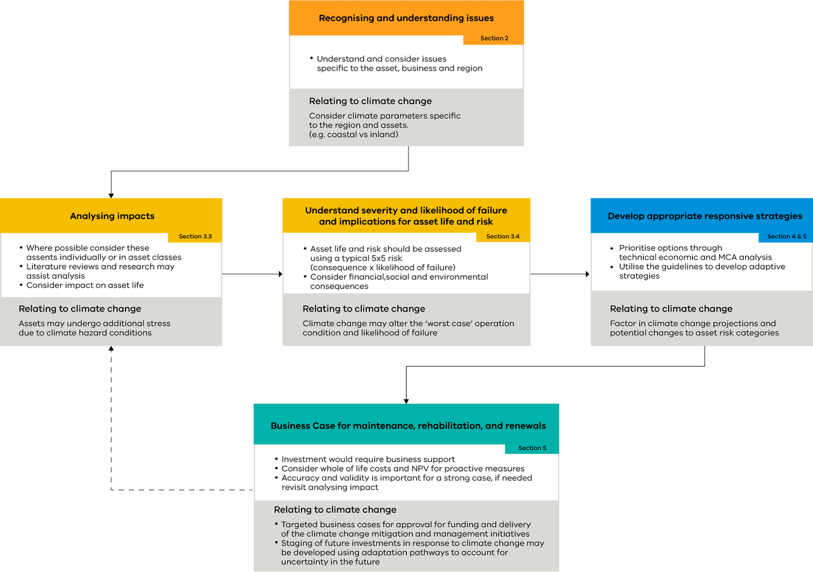 Recognising and understanding issues
Section 2
• Understand and consider issues
specific to the asset, business and region
Relating to climate change
Consider climate parameters specific
to the region and assets.
(e.g. coastal vs inland)
Analysing impacts
Section 3.3
• Where possible consider these
assents individually or in asset classes
• Literature reviews and research may
assist analysis
• Consider impact on asset life
Relating to climate change
Assets may undergo additional stress
due to climate hazard conditions
Understand severity and likelihood of failure
and implications for asset life and risk
Section 3.4
• Asset life and risk should be assessed
using a typical 5x5 risk
(consequence x likelihood of failure)
• Consider financial,social and environmental
consequences
Relating to climate change
Climate change may alter the ‘worst case’ operation
condition and likelihood of failure
Develop appropriate responsive strategies
Section 4 & 5
• Prioritise options through
technical economic and MCA analysis
• Utilise the guidelines to develop adaptive
strategies
Relating to climate change
Factor in climate change projections and
potential changes to asset risk categories
Business Case for maintenance, rehabilitation, and renewals
Section 5
• Investment would require business support
• Consider whole of life costs and NPV for proactive measures
• Accuracy and validity is important for a strong case, if needed
revisit analysing impact
Relating to climate change
• Targeted business cases for approval for funding and delivery
of the climate change mitigation and management initiatives
• Staging of future investments in response to climate change may
be developed using adaptation pathways to account for
uncertainty in the future